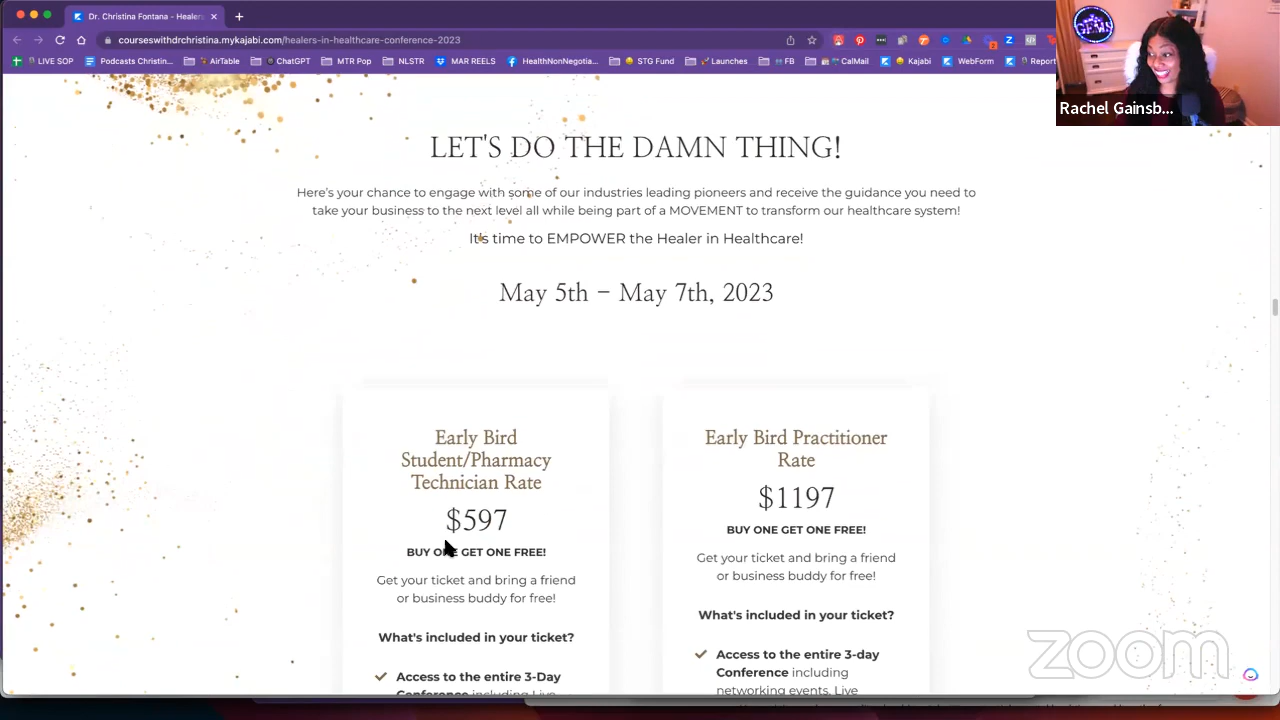 Dr. Christina Fontana - Healers
courseswithdrchristina.mykajabi.com/healers-in-healthcare-conference-2023
LIVE SOP
Podcasts Christin...
AirTable
ChatGPT
MTR Pop
NLSTR
MAR REELS
HealthNonNegotia...
STG Fund
Launches
FB
CalMail
Kajabi
WebForm
Report
GEMS
Rachel Gainsb...
LET'S DO THE DAMN THING!
Here's your chance to engage with some of our industries leading pioneers and receive the guidance you need to
take your business to the next level all while being part of a MOVEMENT to transform our healthcare system!
It's time to EMPOWER the Healer in Healthcare!
May 5th – May 7th, 2023
Early Bird
Student/Pharmacy
Technician Rate
$597
BUY ONE GET ONE FREE!
Get your ticket and bring a friend
or business buddy for free!
What's included in your ticket?
Access to the entire 3-Day
Conference including Live
Early Bird Practitioner
Rate
$1197
BUY ONE GET ONE FREE!
Get your ticket and bring a friend
or business buddy for free!
What's included in your ticket?
Access to the entire 3-day
Conference including
networking events, Live
zoom